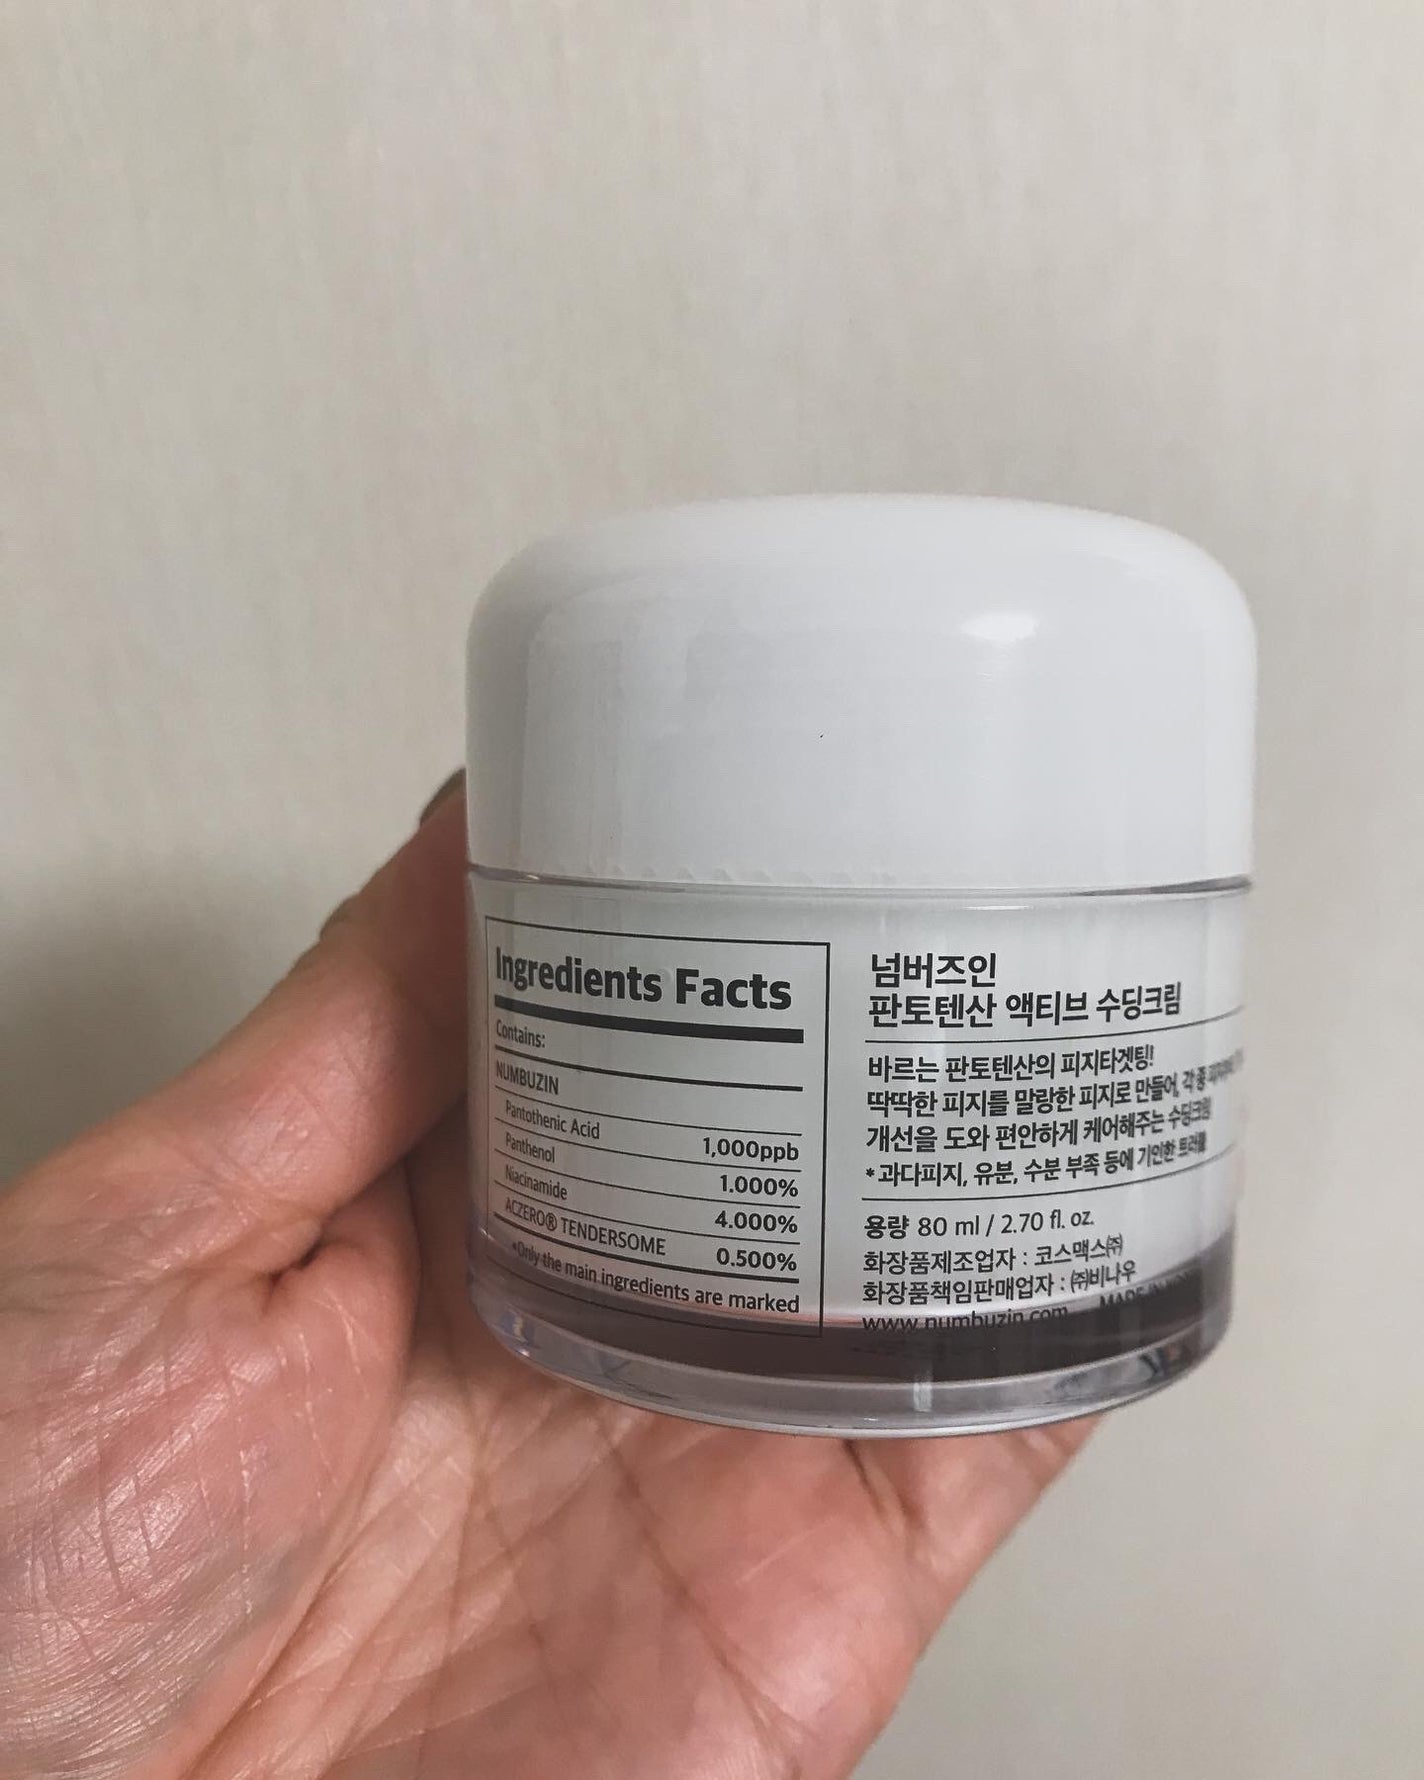 Ingredients Facts
Contains:
NUMBUZIN
Pantothenic Acid 1,000ppb
Panthenol 1.000%
Niacinamide 4.000%
ACZERO® TENDERSOME 0.500%
*Only the main ingredients are marked
넘버즈인
판토텐산 액티브 수딩크림
바르는 판토텐산의 피지타겟팅!
딱딱한 피지를 말랑한 피지로 만들어, 각종
개선을 도와 편안하게 케어해주는 수딩크림
*과다피지, 유분, 수분 부족 등에 기인한 트러블
용량 80 ml / 2.70 fl. oz.
화장품제조업자 : 코스맥스㈜
화장품책임판매업자 : ㈜비나우
www.numbuzin.com MADE IN